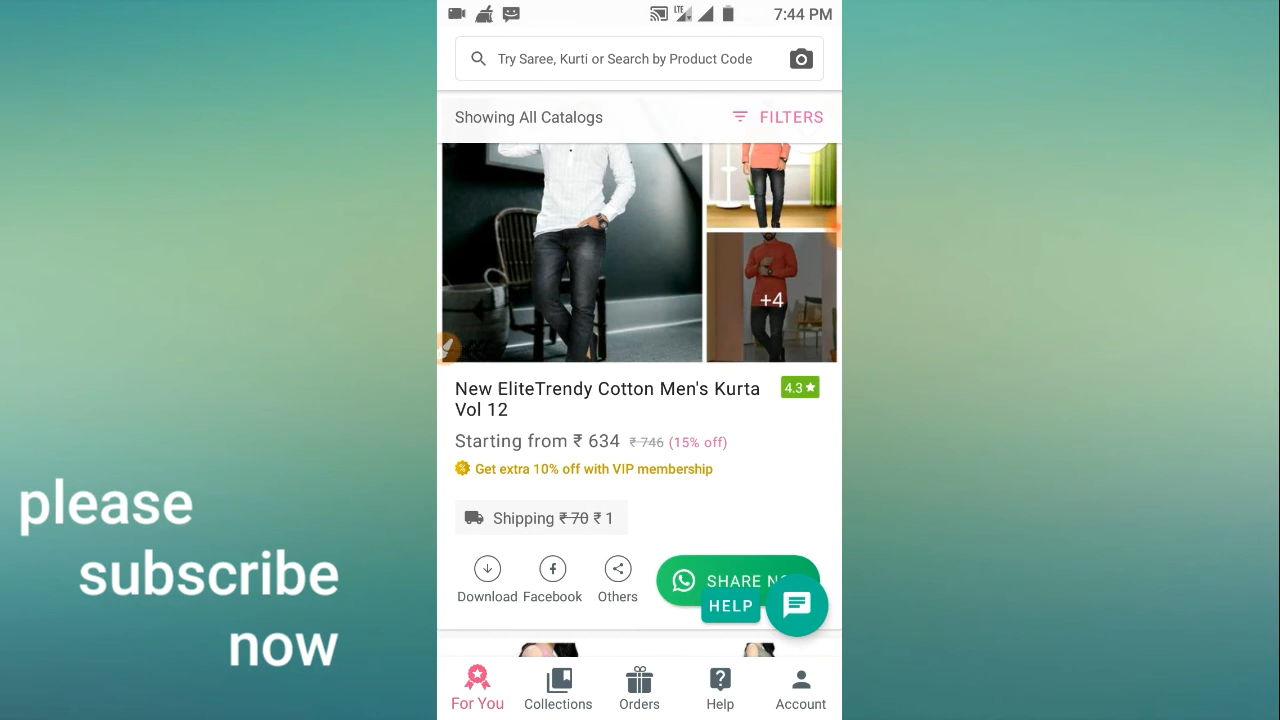 LTE 7:44 PM
Try Saree, Kurti or Search by Product Code
Showing All Catalogs FILTERS
+4
New EliteTrendy Cotton Men's Kurta 4.3
Vol 12
Starting from ₹ 634 ₹ 746 (15% off)
Get extra 10% off with VIP membership
Shipping ₹ 70 ₹ 1
SHARE N
Download Facebook Others
HELP
For You Collections Orders Help Account
please
subscribe
now